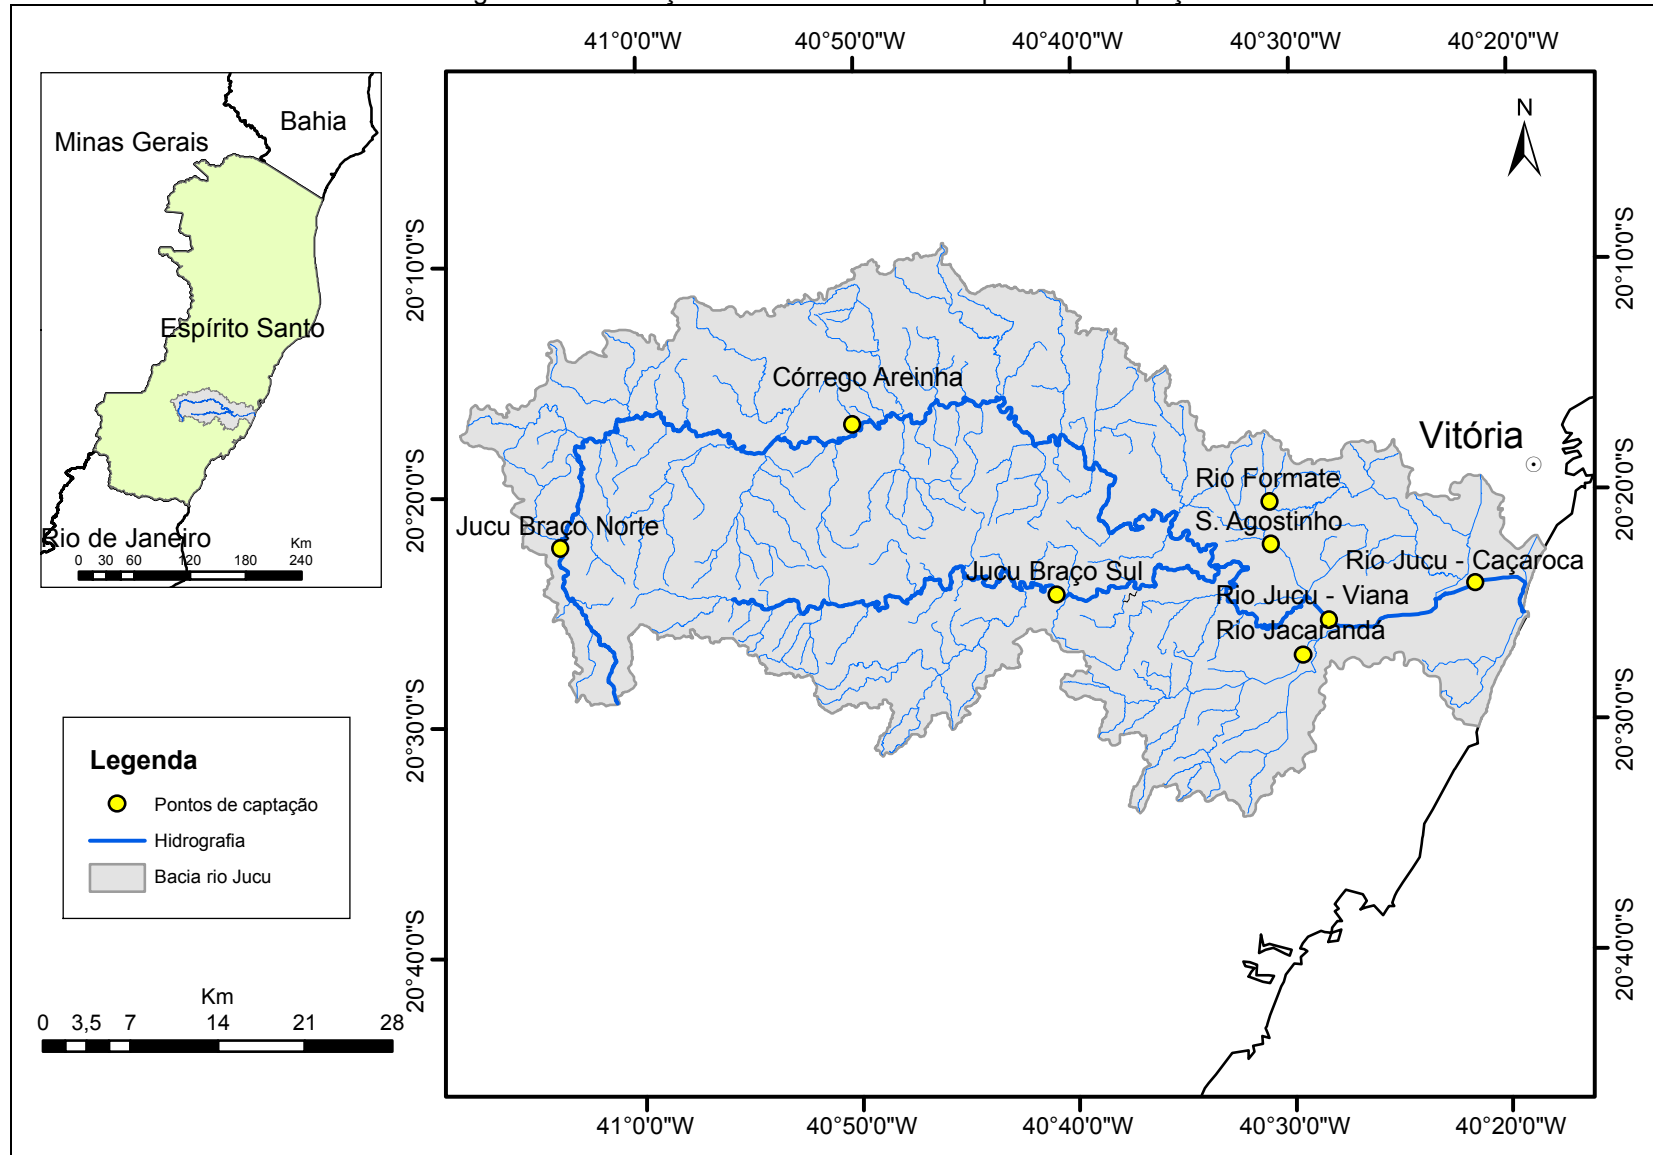 41°0'0"W 40°50'0"W 40°40'0"W 40°30'0"W 40°20'0"W
Minas Gerais
Bahia
Espírito Santo
Rio de Janeiro
Km
0 30 60 120 180 240
N
20°10'0"S
20°10'0"S
Córrego Areinha
Vitória
Rio Formate
20°20'0"S
20°20'0"S
Jucu Braço Norte
S. Agostinho
Rio Jucu - Caçaroca
Jucu Braço Sul
Rio Jucu - Viana
Rio Jacarandá
20°30'0"S
20°30'0"S
Legenda
Pontos de captação
Hidrografia
Bacia rio Jucu
20°40'0"S
20°40'0"S
Km
0 3,5 7 14 21 28
41°0'0"W 40°50'0"W 40°40'0"W 40°30'0"W 40°20'0"W